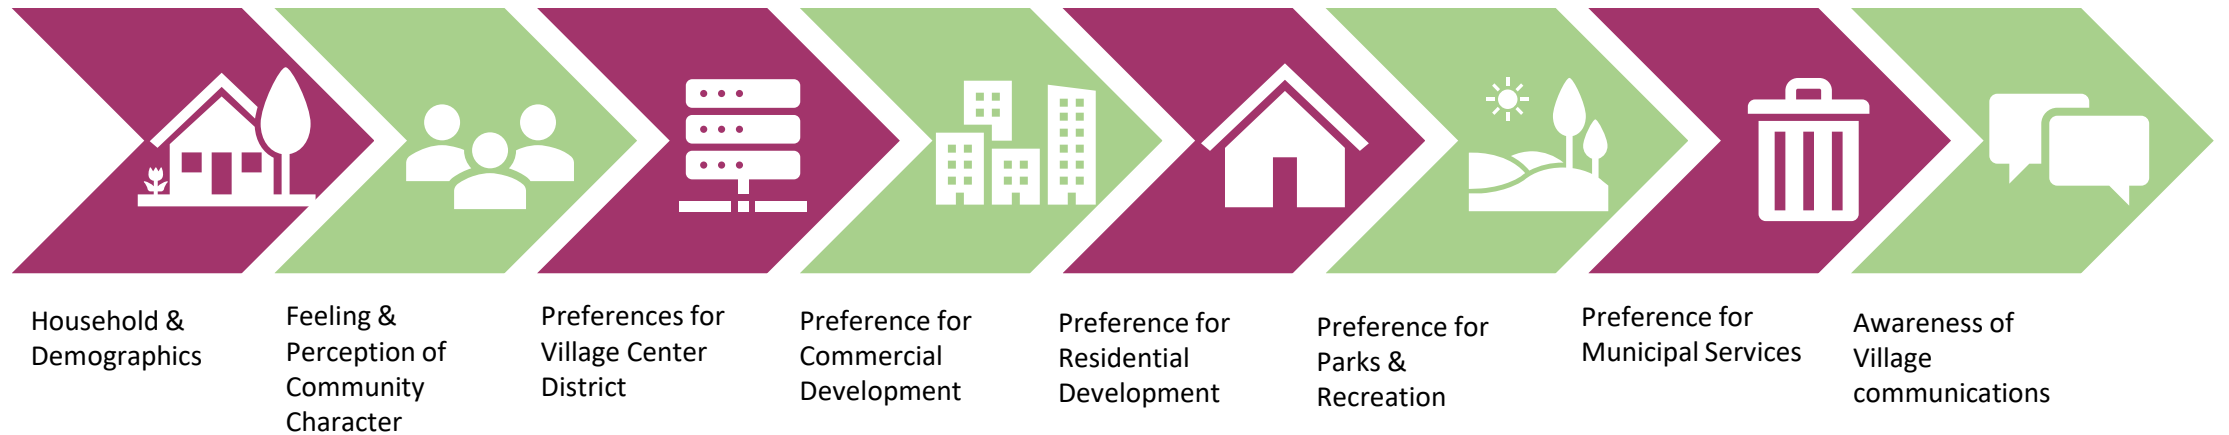 Household &
Demographics
Feeling &
Perception of
Community
Character
Preferences for
Village Center
District
Preference for
Commercial
Development
Preference for
Residential
Development
Preference for
Parks &
Recreation
Preference for
Municipal Services
Awareness of
Village
communications